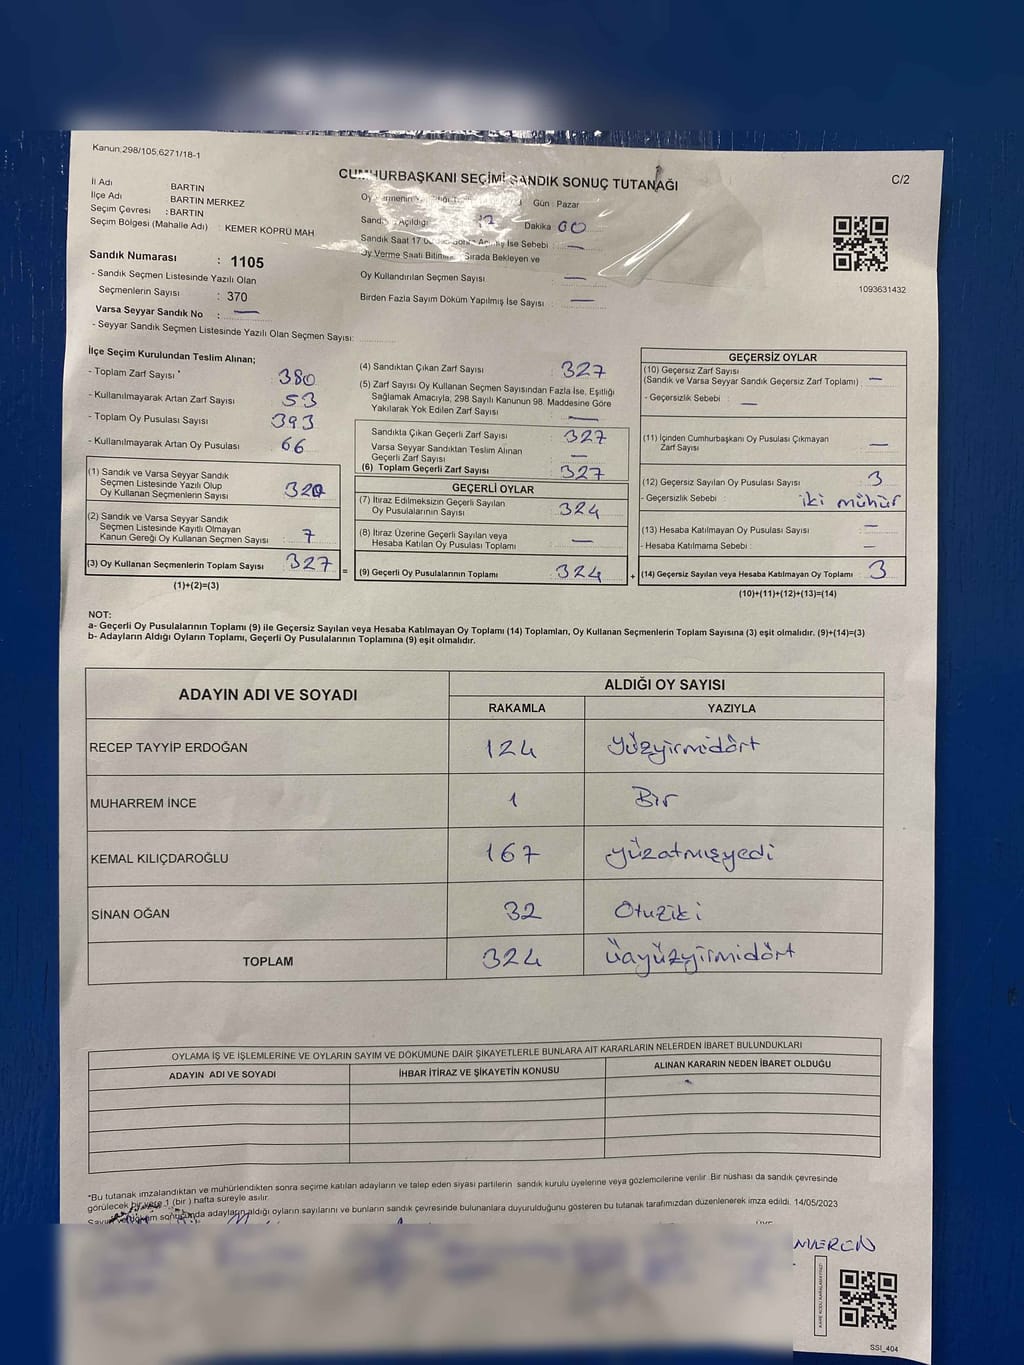 Kanun;298/105,6271/18-1
CUMHURBAŞKANI SEÇİMİ SANDIK SONUÇ TUTANAĞI
C/2
İl Adı BARTIN
İlçe Adı BARTIN MERKEZ
Seçim Çevresi : BARTIN
Seçim Bölgesi (Mahalle Adı) : KEMER KÖPRÜ MAH
Gün : Pazar
Dakika 00
Sandık Saat 17.00 İse Sebebi : —
Oy Verme Saati Sırada Bekleyen ve
Oy Kullandırılan Seçmen Sayısı —
Birden Fazla Sayım Döküm Yapılmış İse Sayısı : —
1093631432
Sandık Numarası : 1105
- Sandık Seçmen Listesinde Yazılı Olan
Seçmenlerin Sayısı : 370
Varsa Seyyar Sandık No : —
- Seyyar Sandık Seçmen Listesinde Yazılı Olan Seçmen Sayısı:
İlçe Seçim Kurulundan Teslim Alınan;
- Toplam Zarf Sayısı : 380
- Kullanılmayarak Artan Zarf Sayısı : 53
- Toplam Oy Pusulası Sayısı : 393
- Kullanılmayarak Artan Oy Pusulası : 66
(1) Sandık ve Varsa Seyyar Sandık
Seçmen Listesinde Yazılı Olup
Oy Kullanan Seçmenlerin Sayısı : 320
(2) Sandık ve Varsa Seyyar Sandık
Seçmen Listesinde Kayıtlı Olmayan
Kanun Gereği Oy Kullanan Seçmen Sayısı : 7
(3) Oy Kullanan Seçmenlerin Toplam Sayısı : 327
(1)+(2)=(3)
(4) Sandıktan Çıkan Zarf Sayısı : 327
(5) Zarf Sayısı Oy Kullanan Seçmen Sayısından Fazla İse, Eşitliği
Sağlamak Amacıyla, 298 Sayılı Kanunun 98. Maddesine Göre
Yakılarak Yok Edilen Zarf Sayısı : —
Sandıkta Çıkan Geçerli Zarf Sayısı : 327
Varsa Seyyar Sandıktan Teslim Alınan
Geçerli Zarf Sayısı : —
(6) Toplam Geçerli Zarf Sayısı : 327
GEÇERLİ OYLAR
(7) İtiraz Edilmeksizin Geçerli Sayılan
Oy Pusulalarının Sayısı : 324
(8) İtiraz Üzerine Geçerli Sayılan veya
Hesaba Katılan Oy Pusulası Toplamı : —
= (9) Geçerli Oy Pusulalarının Toplamı : 324
GEÇERSİZ OYLAR
(10) Geçersiz Zarf Sayısı
(Sandık ve Varsa Seyyar Sandık Geçersiz Zarf Toplamı) : —
- Geçersizlik Sebebi : —
(11) İçinden Cumhurbaşkanı Oy Pusulası Çıkmayan
Zarf Sayısı : —
(12) Geçersiz Sayılan Oy Pusulası Sayısı : 3
- Geçersizlik Sebebi : iki mühür
(13) Hesaba Katılmayan Oy Pusulası Sayısı : —
- Hesaba Katılmama Sebebi : —
+ (14) Geçersiz Sayılan veya Hesaba Katılmayan Oy Toplamı : 3
(10)+(11)+(12)+(13)=(14)
NOT:
a- Geçerli Oy Pusulalarının Toplamı (9) ile Geçersiz Sayılan veya Hesaba Katılmayan Oy Toplamı (14) Toplamları, Oy Kullanan Seçmenlerin Toplam Sayısına (3) eşit olmalıdır. (9)+(14)=(3)
b- Adayların Aldığı Oyların Toplamı, Geçerli Oy Pusulalarının Toplamına (9) eşit olmalıdır.
ADAYIN ADI VE SOYADI ALDIĞI OY SAYISI
RAKAMLA YAZIYLA
RECEP TAYYİP ERDOĞAN 124 yüzyirmidört
MUHARREM İNCE 1 Bir
KEMAL KILIÇDAROĞLU 167 yüzatmışyedi
SİNAN OĞAN 32 Otuziki
TOPLAM 324 üçyüzyirmidört
OYLAMA İŞ VE İŞLEMLERİNE VE OYLARIN SAYIM VE DÖKÜMÜNE DAİR ŞİKAYETLERLE BUNLARA AİT KARARLARIN NELERDEN İBARET BULUNDUKLARI
ADAYIN ADI VE SOYADI İHBAR İTİRAZ VE ŞİKAYETİN KONUSU ALINAN KARARIN NEDEN İBARET OLDUĞU
*Bu tutanak imzalandıktan ve mühürlendikten sonra seçime katılan adayların ve talep eden siyasi partilerin sandık kurulu üyelerine veya gözlemcilerine verilir. Bir nüshası da sandık çevresinde
görülecek bir yere 1 (bir) hafta süreyle asılır.
sonucunda adayların aldığı oyların sayılarını ve bunların sandık çevresinde bulunanlara duyurulduğunu gösteren bu tutanak tarafımızdan düzenlenerek imza edildi. 14/05/2023
SSI_404